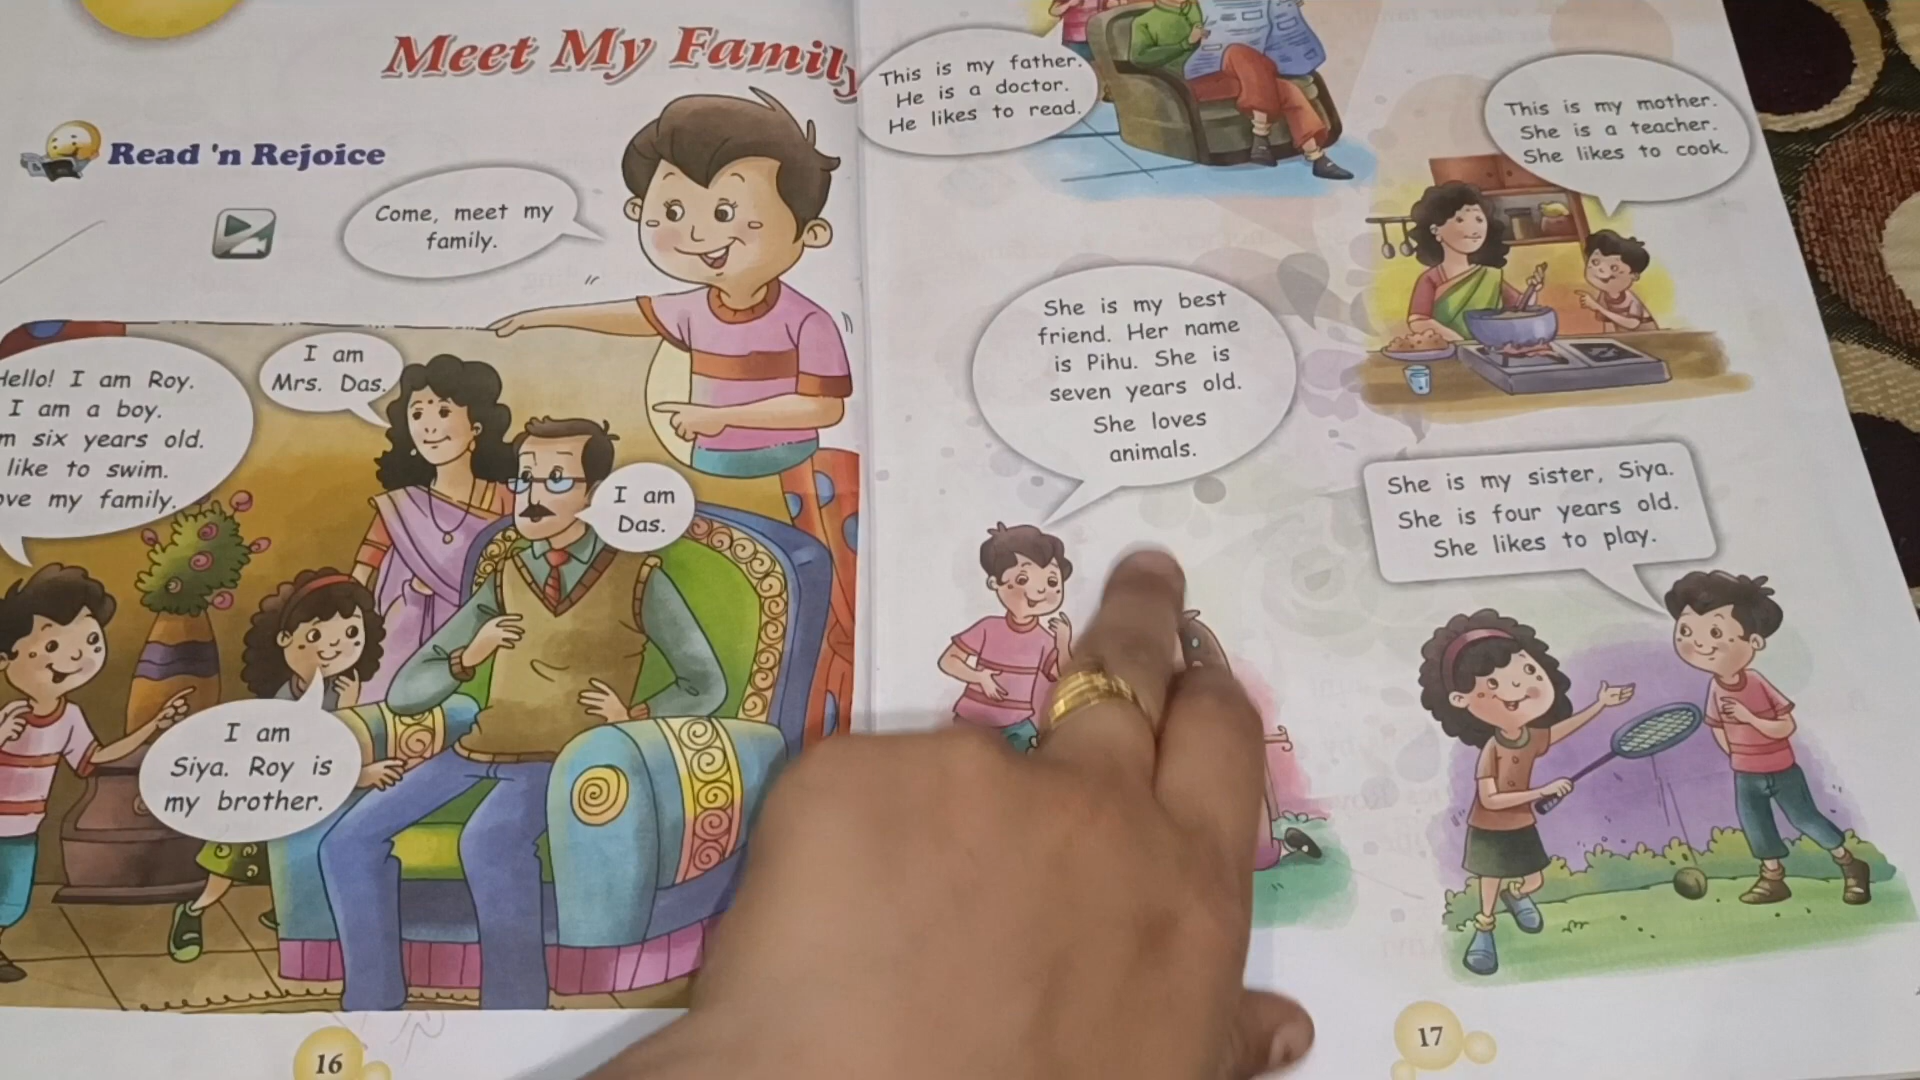 Meet My Family
Read 'n Rejoice
Come, meet my
family.
Hello! I am Roy.
I am a boy.
six years old.
like to swim.
my family.
I am
Mrs. Das.
I am
Das.
I am
Siya. Roy is
my brother.
16
This is my father.
He is a doctor.
He likes to read.
This is my mother.
She is a teacher.
She likes to cook.
She is my best
friend. Her name
is Pihu. She is
seven years old.
She loves
animals.
She is my sister, Siya.
She is four years old.
She likes to play.
17